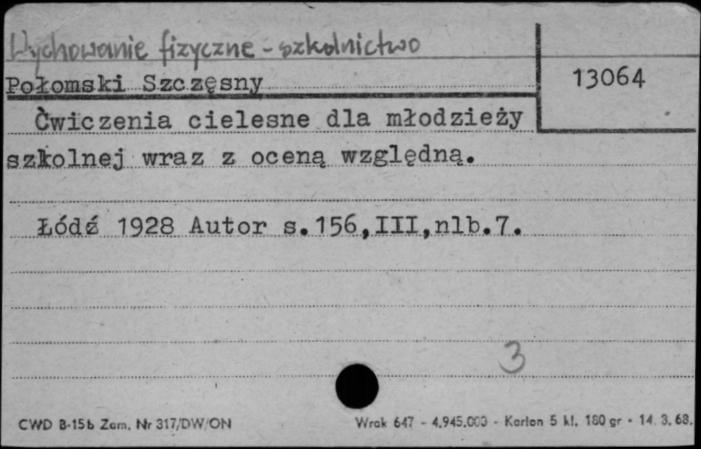 Wychowanie fizyczne - szkolnictwo
Połomski Szczęsny
13064
Ćwiczenia cielesne dla młodzieży
szkolnej wraz z oceną względną.
Łódź 1928 Autor s.156,III,nlb.7.
3
CWD B-15b Zam. Nr 317/DW/ON
Wrak 647 - 4.945.000 - Karton 5 kl. 180 gr - 14.3.68.